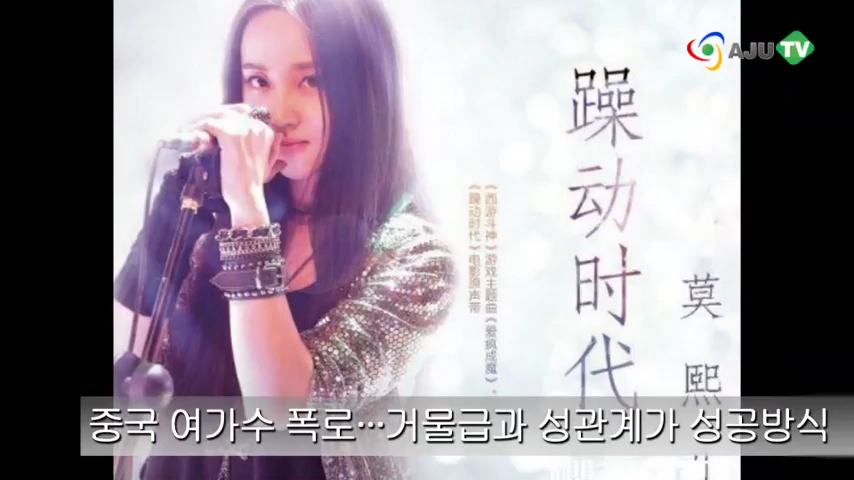 AJUTV
躁动时代
《西游斗神》游戏主题曲《爱疯成魔》、
《躁动时代》电影原声带
莫熙
중국 여가수 폭로…거물급과 성관계가 성공방식